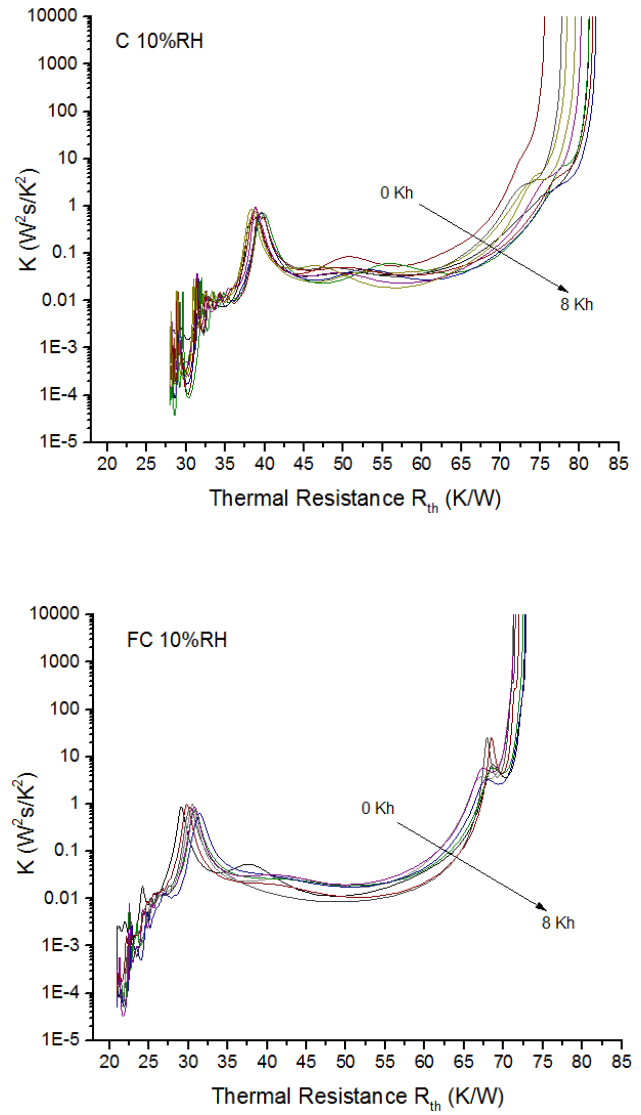 C 10%RH
10000
1000
100
10
1
0.1
0.01
1E-3
1E-4
1E-5
K (W²s/K²)
0 Kh
8 Kh
20 25 30 35 40 45 50 55 60 65 70 75 80 85
Thermal Resistance Rth (K/W)
FC 10%RH
10000
1000
100
10
1
0.1
0.01
1E-3
1E-4
1E-5
K (W²s/K²)
0 Kh
8 Kh
20 25 30 35 40 45 50 55 60 65 70 75 80 85
Thermal Resistance Rth (K/W)